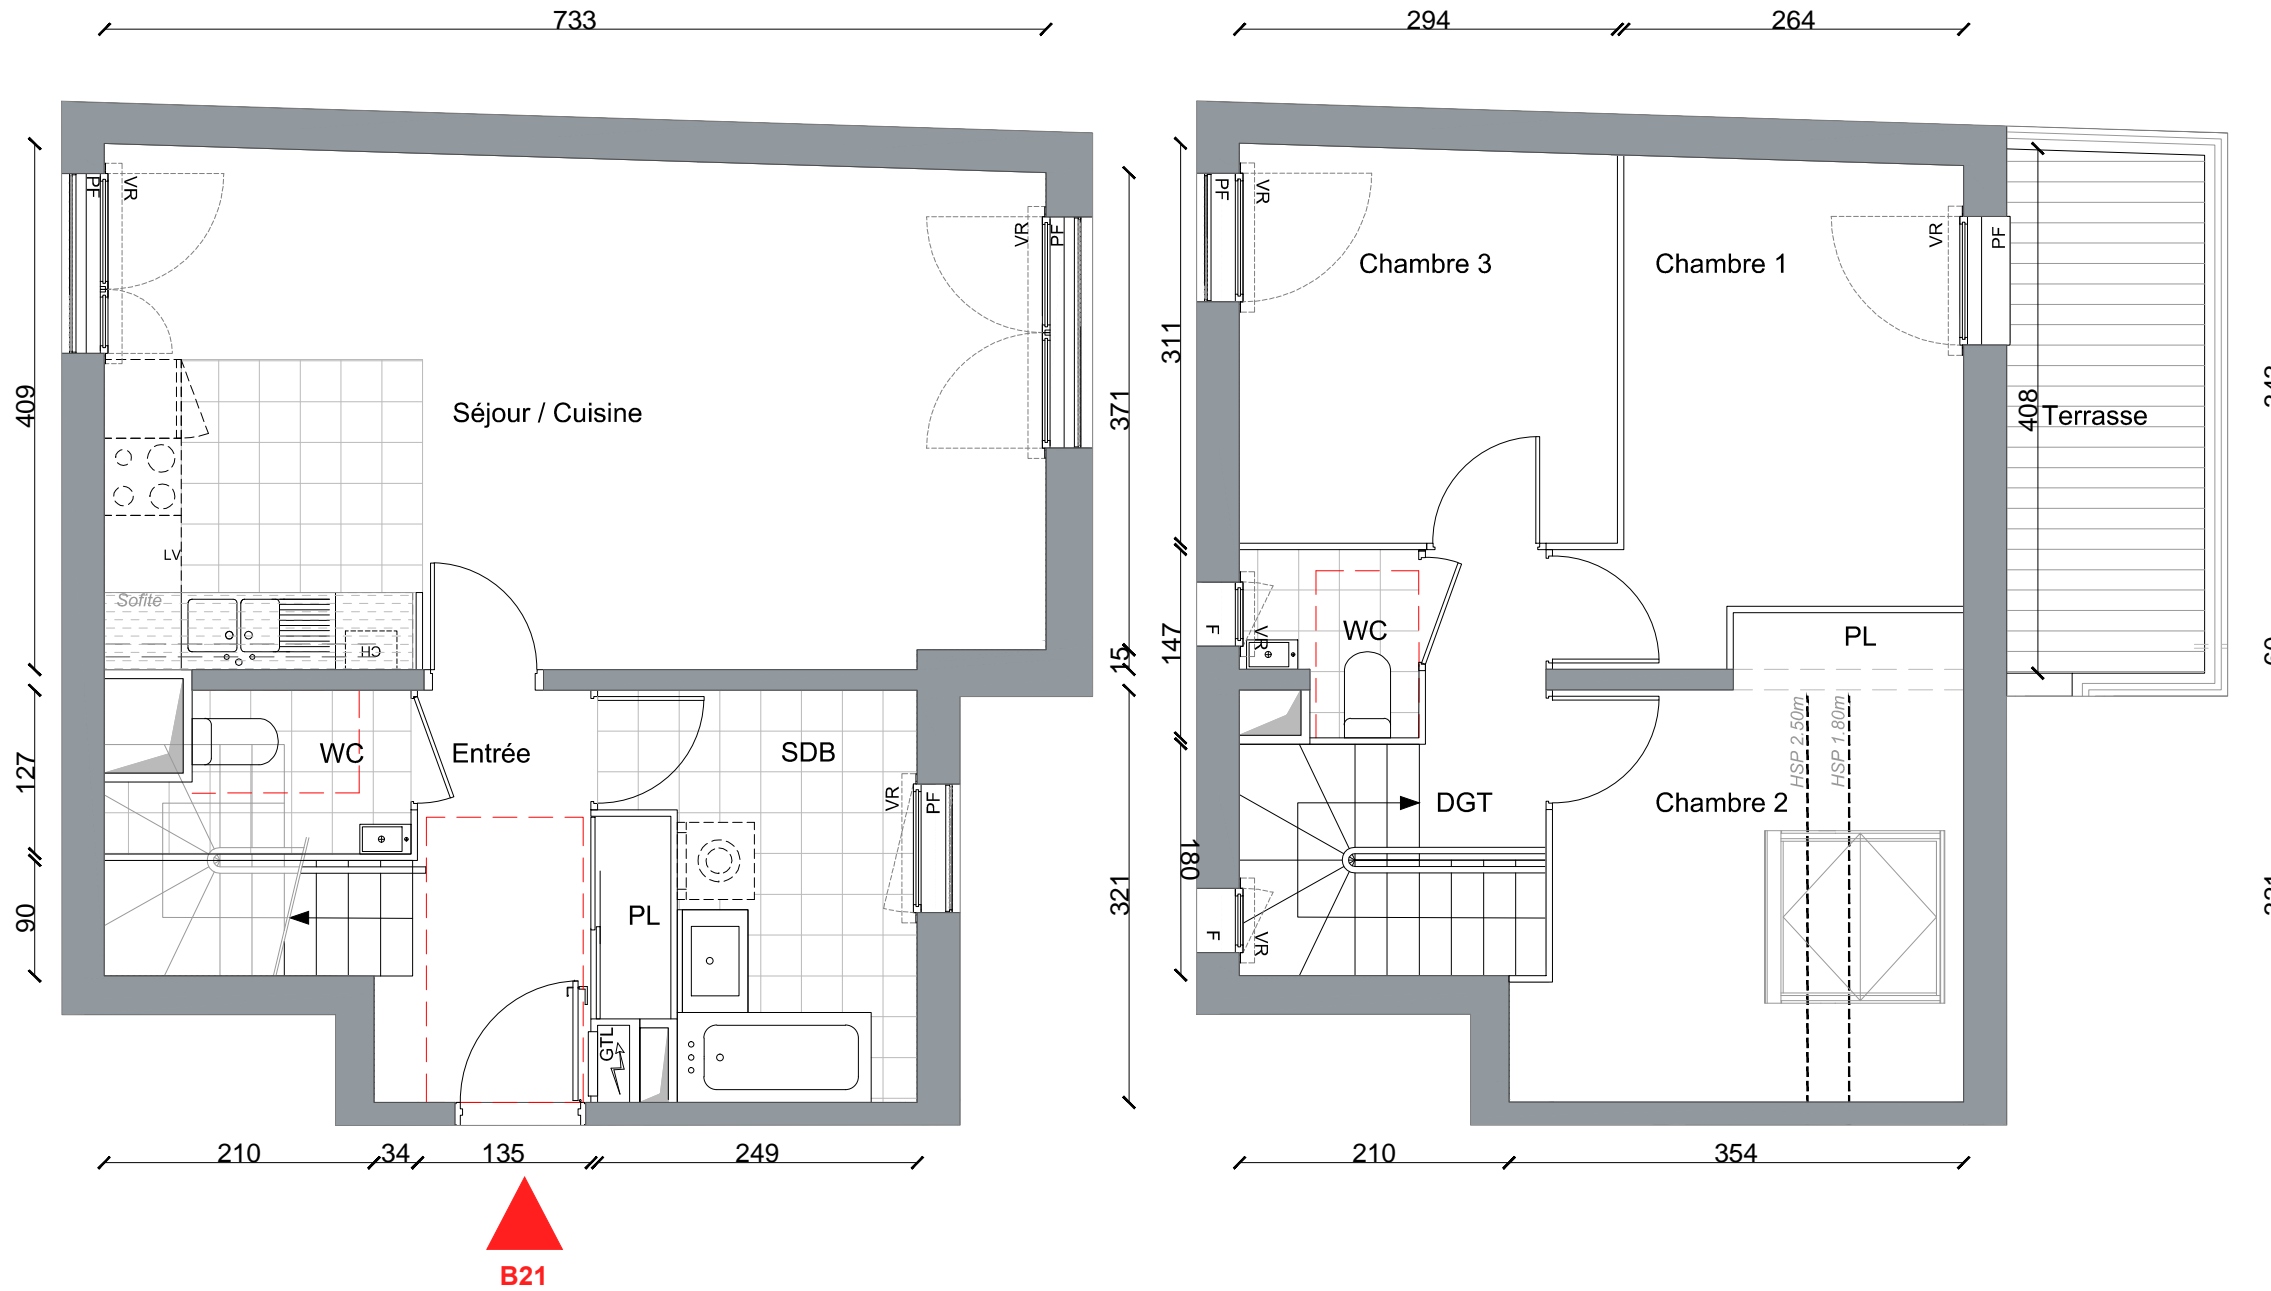 733
294
264
PF
VR
VR
PF
PF
VR
VR
PF
Chambre 3
Chambre 1
311
409
Séjour / Cuisine
371
408
Terrasse
LV
Sofite
CH
15
147
F
VR
WC
PL
127
WC
Entrée
SDB
VR
PF
HSP 2.50m
HSP 1.80m
DGT
Chambre 2
180
90
PL
321
F
VR
GTL
210
34
135
249
210
354
B21